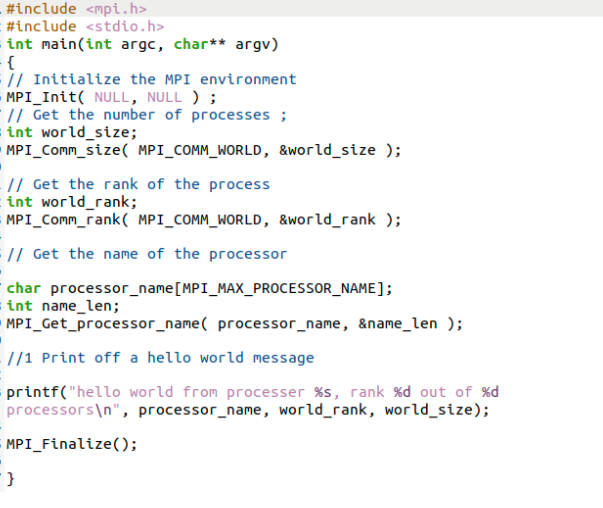 #include <mpi.h>
#include <stdio.h>
int main(int argc, char** argv)
{
// Initialize the MPI environment
MPI_Init( NULL, NULL ) ;
// Get the number of processes ;
int world_size;
MPI_Comm_size( MPI_COMM_WORLD, &world_size );
// Get the rank of the process
int world_rank;
MPI_Comm_rank( MPI_COMM_WORLD, &world_rank );
// Get the name of the processor
char processor_name[MPI_MAX_PROCESSOR_NAME];
int name_len;
MPI_Get_processor_name( processor_name, &name_len );
//1 Print off a hello world message
printf("hello world from processer %s, rank %d out of %d
processors\n", processor_name, world_rank, world_size);
MPI_Finalize();
}